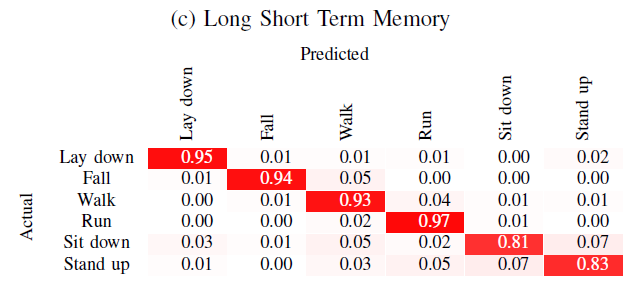 (c) Long Short Term Memory
Predicted
Lay down Fall Walk Run Sit down Stand up
Actual
Lay down 0.95 0.01 0.01 0.01 0.00 0.02
Fall 0.01 0.94 0.05 0.00 0.00 0.00
Walk 0.00 0.01 0.93 0.04 0.01 0.01
Run 0.00 0.00 0.02 0.97 0.01 0.00
Sit down 0.03 0.01 0.05 0.02 0.81 0.07
Stand up 0.01 0.00 0.03 0.05 0.07 0.83